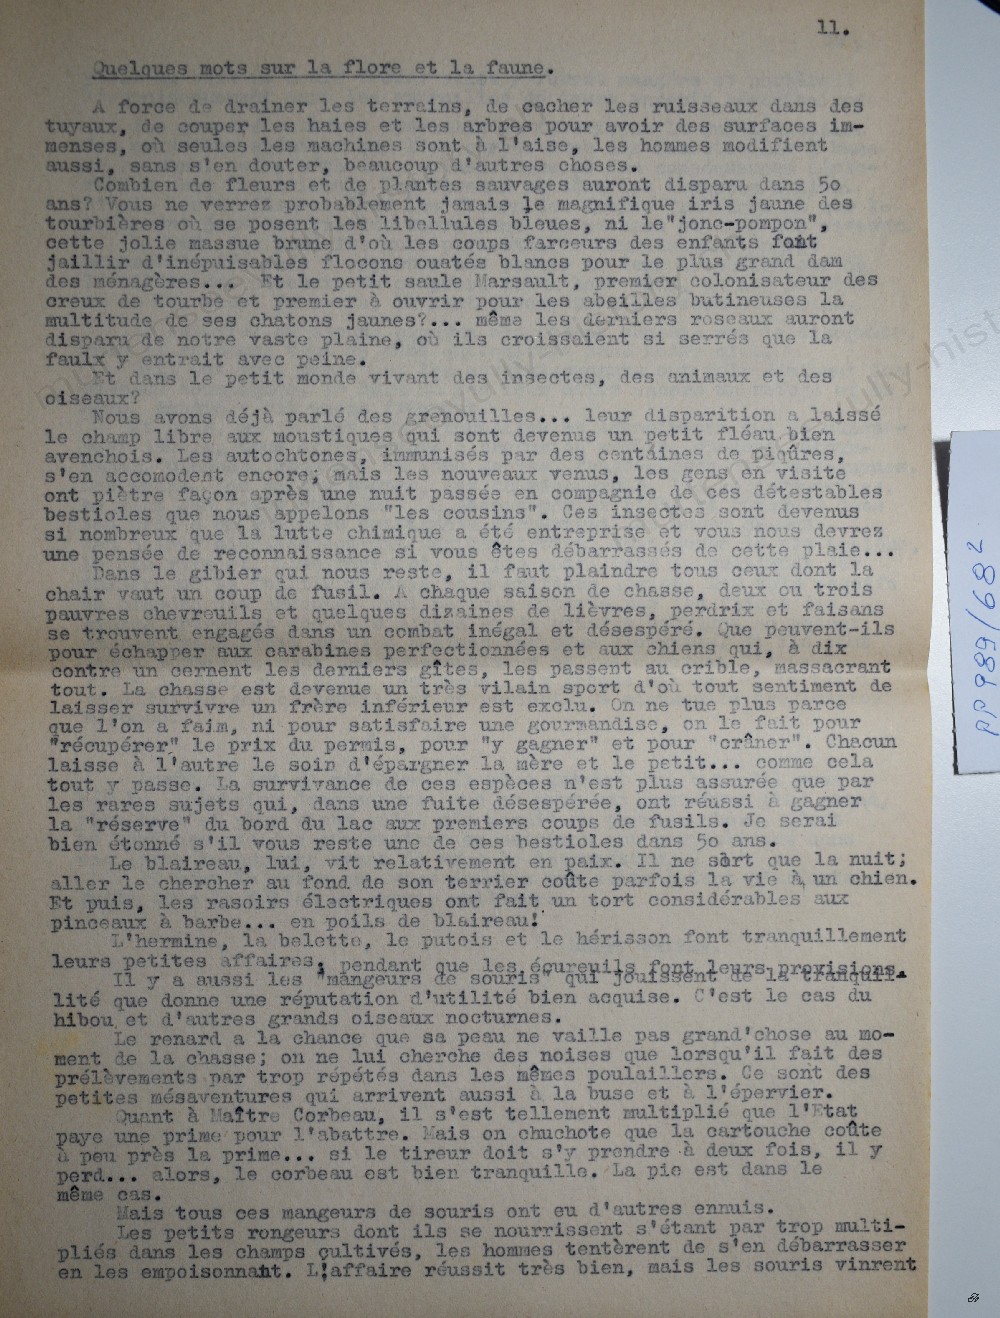 11.
Quelques mots sur la flore et la faune.
A force de drainer les terrains, de cacher les ruisseaux dans des
tuyaux, de couper les haies et les arbres pour avoir des surfaces im-
menses, où seules les machines sont à l'aise, les hommes modifient
aussi, sans s'en douter, beaucoup d'autres choses.
Combien de fleurs et de plantes sauvages auront disparu dans 50
ans? Vous ne verrez probablement jamais le magnifique iris jaune des
tourbières où se posent les libellules bleues, ni le"jonc-pompon",
cette jolie massue brune d'où les coups farceurs des enfants font
jaillir d'inépuisables flocons ouatés blancs pour le plus grand dam
des ménagères... Et le petit saule Marsault, premier colonisateur des
creux de tourbe et premier à ouvrir pour les abeilles butineuses la
multitude de ses chatons jaunes?... même les derniers roseaux auront
disparu de notre vaste plaine, où ils croissaient si serrés que la
faulx y entrait avec peine.
Et dans le petit monde vivant des insectes, des animaux et des
oiseaux?
Nous avons déjà parlé des grenouilles... leur disparition a laissé
le champ libre aux moustiques qui sont devenus un petit fléau bien
avenchois. Les autochtones, immunisés par des centaines de piqûres,
s'en accomodent encore; mais les nouveaux venus, les gens en visite
ont piètre façon après une nuit passée en compagnie de ces détestables
bestioles que nous appelons "les cousins". Ces insectes sont devenus
si nombreux que la lutte chimique a été entreprise et vous nous devrez
une pensée de reconnaissance si vous êtes débarrassés de cette plaie...
Dans le gibier qui nous reste, il faut plaindre tous ceux dont la
chair vaut un coup de fusil. A chaque saison de chasse, deux ou trois
pauvres chevreuils et quelques dizaines de lièvres, perdrix et faisans
se trouvent engagés dans un combat inégal et désespéré. Que peuvent-ils
pour échapper aux carabines perfectionnées et aux chiens qui, à dix
contre un cernent les derniers gîtes, les passent au crible, massacrant
tout. La chasse est devenue un très vilain sport d'où tout sentiment de
laisser survivre un frère inférieur est exclu. On ne tue plus parce
que l'on a faim, ni pour satisfaire une gourmandise, on le fait pour
"récupérer" le prix du permis, pour "y gagner" et pour "crâner". Chacun
laisse à l'autre le soin d'épargner la mère et le petit... comme cela
tout y passe. La survivance de ces espèces n'est plus assurée que par
les rares sujets qui, dans une fuite désespérée, ont réussi à gagner
la "réserve" du bord du lac aux premiers coups de fusils. Je serai
bien étonné s'il vous reste une de ces bestioles dans 50 ans.
Le blaireau, lui, vit relativement en paix. Il ne sort que la nuit;
aller le chercher au fond de son terrier coûte parfois la vie à un chien.
Et puis, les rasoirs électriques ont fait un tort considérables aux
pinceaux à barbe... en poils de blaireau!
L'hermine, la belette, le putois et le hérisson font tranquillement
leurs petites affaires, pendant que les écureuils font leurs provisions.
Il y a aussi les "mangeurs de souris" qui jouissent de la tranquil-
lité que donne une réputation d'utilité bien acquise. C'est le cas du
hibou et d'autres grands oiseaux nocturnes.
Le renard a la chance que sa peau ne vaille pas grand'chose au mo-
ment de la chasse; on ne lui cherche des noises que lorsqu'il fait des
prélèvements par trop répétés dans les mêmes poulaillers. Ce sont des
petites mésaventures qui arrivent aussi à la buse et à l'épervier.
Quant à Maître Corbeau, il s'est tellement multiplié que l'Etat
paye une prime pour l'abattre. Mais on chuchote que la cartouche coûte
à peu près la prime... si le tireur doit s'y prendre à deux fois, il y
perd... alors, le corbeau est bien tranquille. La pie est dans le
même cas.
Mais tous ces mangeurs de souris ont eu d'autres ennuis.
Les petits rongeurs dont ils se nourrissent s'étant par trop multi-
pliés dans les champs cultivés, les hommes tentèrent de s'en débarrasser
en les empoisonnant. L'affaire réussit très bien, mais les souris vinrent
PP 989/682